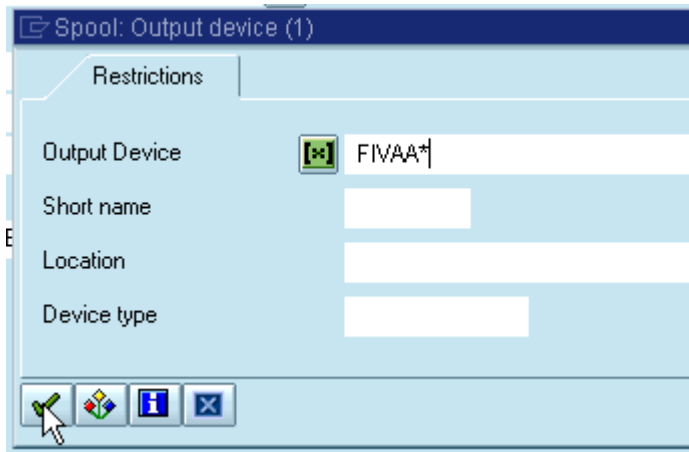 Spool: Output device (1)
Restrictions
Output Device FIVAA*
Short name
Location
Device type